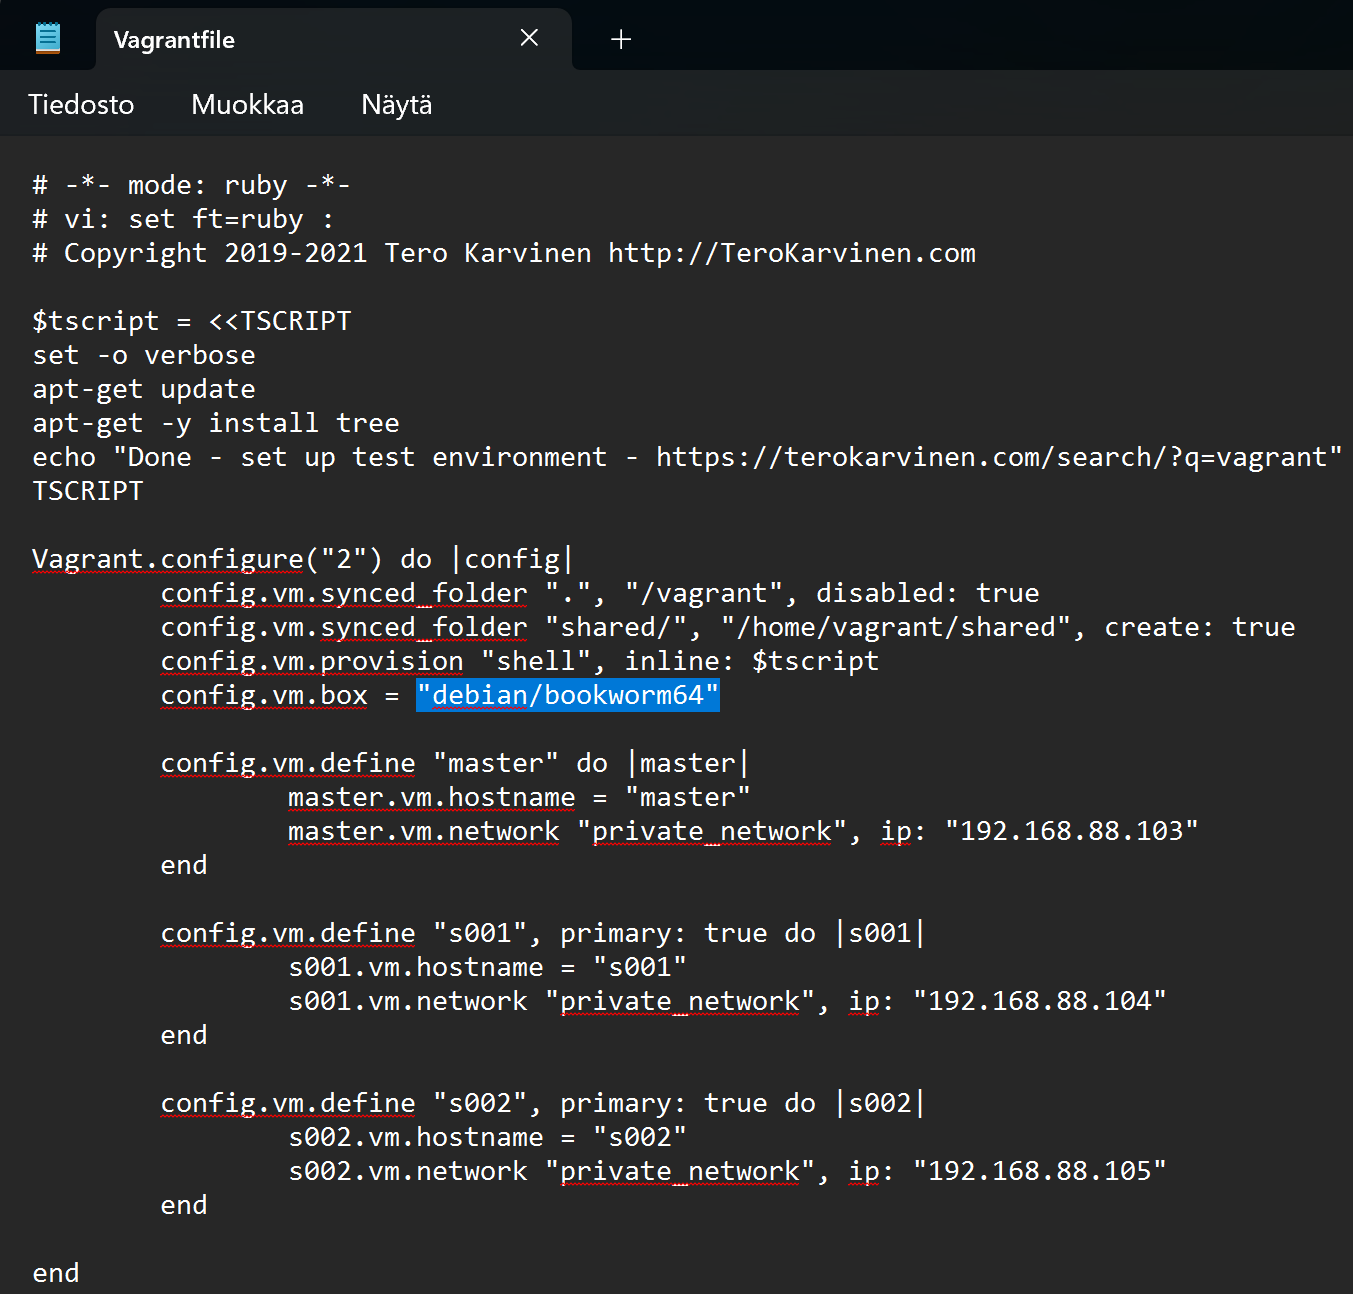 Vagrantfile
Tiedosto Muokkaa Näytä
# -*- mode: ruby -*-
# vi: set ft=ruby :
# Copyright 2019-2021 Tero Karvinen http://TeroKarvinen.com
$tscript = <<TSCRIPT
set -o verbose
apt-get update
apt-get -y install tree
echo "Done - set up test environment - https://terokarvinen.com/search/?q=vagrant"
TSCRIPT
Vagrant.configure("2") do |config|
config.vm.synced_folder ".", "/vagrant", disabled: true
config.vm.synced_folder "shared/", "/home/vagrant/shared", create: true
config.vm.provision "shell", inline: $tscript
config.vm.box = "debian/bookworm64"
config.vm.define "master" do |master|
master.vm.hostname = "master"
master.vm.network "private_network", ip: "192.168.88.103"
end
config.vm.define "s001", primary: true do |s001|
s001.vm.hostname = "s001"
s001.vm.network "private_network", ip: "192.168.88.104"
end
config.vm.define "s002", primary: true do |s002|
s002.vm.hostname = "s002"
s002.vm.network "private_network", ip: "192.168.88.105"
end
end